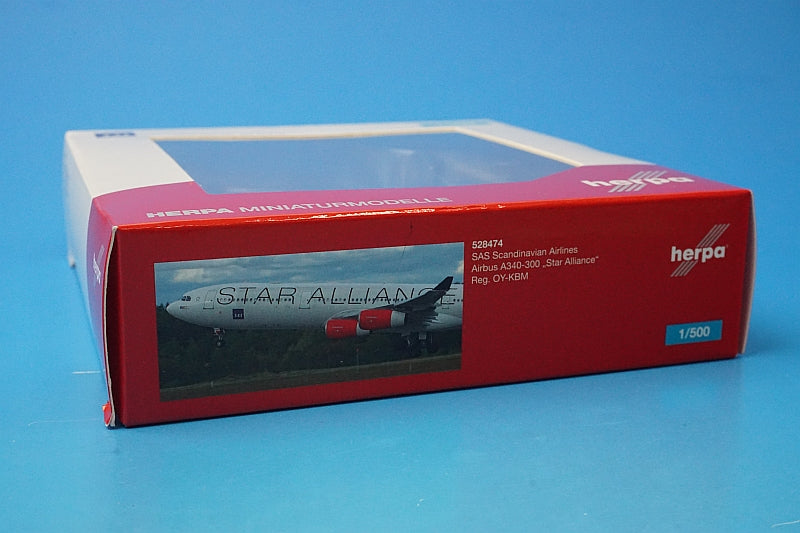 HERPA MINIATURMODELLE
herpa
528474
SAS Scandinavian Airlines
Airbus A340-300 „Star Alliance“
Reg. OY-KBM
herpa
1/500
STAR ALLIANCE
SAS